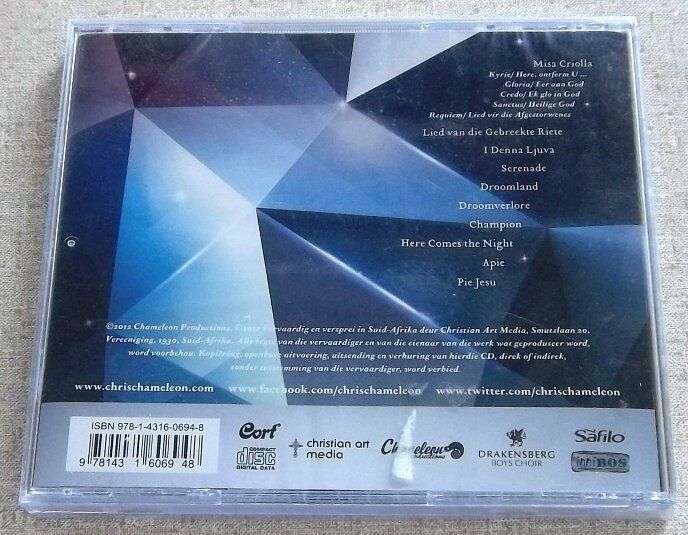 Misa Criolla
Kyrie/ Here, ontferm U ...
Gloria/ Eer aan God
Credo/ Ek glo in God
Sanctus/ Heilige God
Requiem/ Lied vir die Afgestorwenes
Lied van die Gebreekte Riete
I Denna Ljuva
Serenade
Droomland
Droomverlore
Champion
Here Comes the Night
Apie
Pie Jesu
©2012 Chameleon Productions. ©2012 Vervaardig en versprei in Suid-Afrika deur Christian Art Media, Smutslaan 20,
Vereeniging, 1930, Suid-Afrika. Alle regte van die vervaardiger en van die eienaar van die werk wat geproduseer word,
word voorbehou. Kopiëring, openbare uitvoering, uitsending en verhuring van hierdie CD, direk of indirek,
sonder toestemming van die vervaardiger, word verbied.
www.chrischameleon.com www.facebook.com/chrischameleon www.twitter.com/chrischameleon
ISBN 978-1-4316-0694-8
9 781431 606948
Corf
COMPACT
disc
DIGITAL DATA
christian art
media
Chameleon
DRAKENSBERG
BOYS CHOIR
Säfilo
BOS